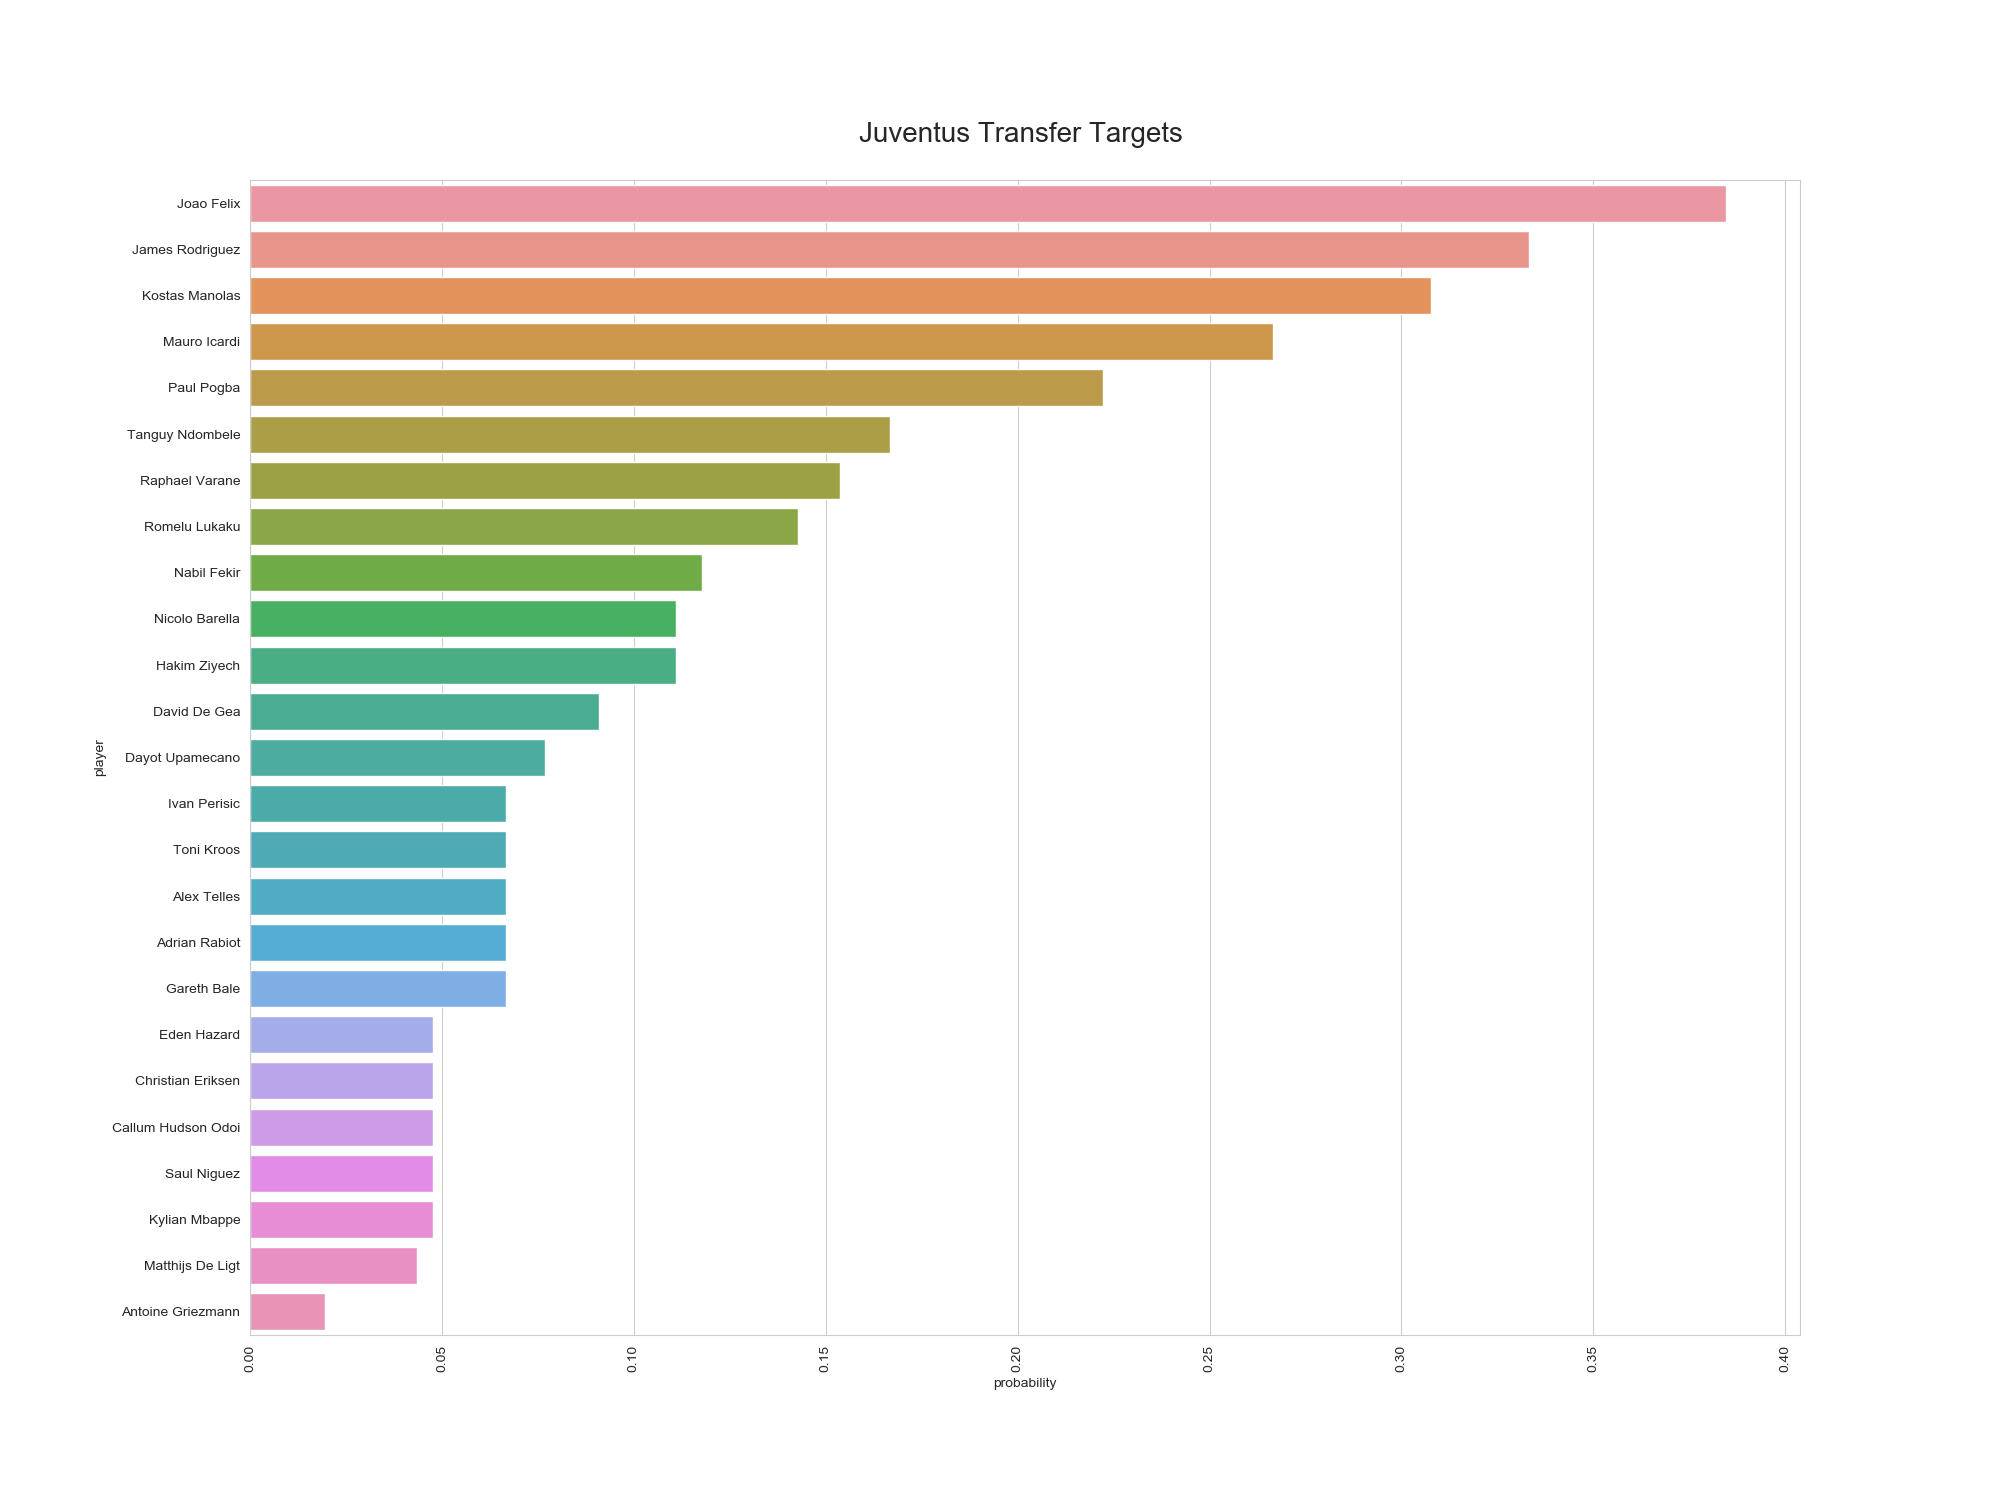 Juventus Transfer Targets
Joao Felix
James Rodriguez
Kostas Manolas
Mauro Icardi
Paul Pogba
Tanguy Ndombele
Raphael Varane
Romelu Lukaku
Nabil Fekir
Nicolo Barella
Hakim Ziyech
David De Gea
Dayot Upamecano
Ivan Perisic
Toni Kroos
Alex Telles
Adrian Rabiot
Gareth Bale
Eden Hazard
Christian Eriksen
Callum Hudson Odoi
Saul Niguez
Kylian Mbappe
Matthijs De Ligt
Antoine Griezmann
player
0.00 0.05 0.10 0.15 0.20 0.25 0.30 0.35 0.40
probability